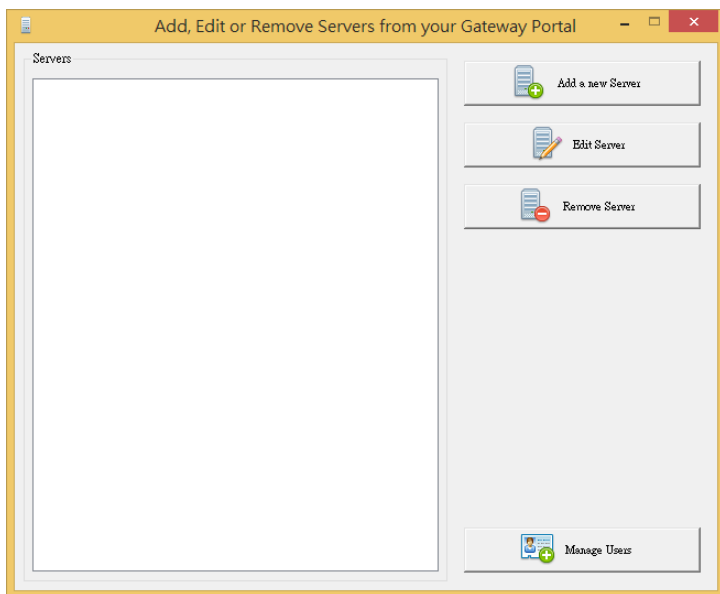 Add, Edit or Remove Servers from your Gateway Portal
Servers
Add a new Server
Edit Server
Remove Server
Manage Users